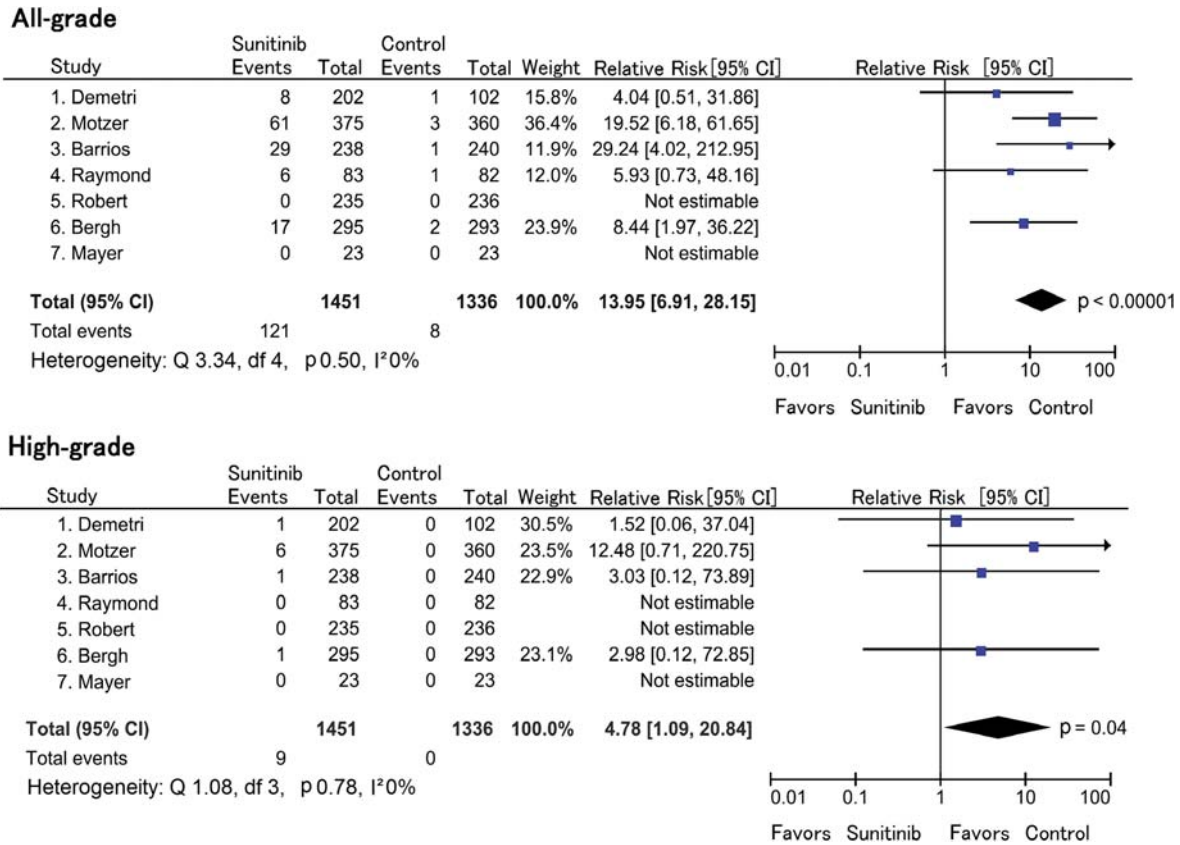 All-grade
Sunitinib Control
Study Events Total Events Total Weight Relative Risk[95% CI] Relative Risk [95% CI]
1. Demetri 8 202 1 102 15.8% 4.04 [0.51, 31.86]
2. Motzer 61 375 3 360 36.4% 19.52 [6.18, 61.65]
3. Barrios 29 238 1 240 11.9% 29.24 [4.02, 212.95]
4. Raymond 6 83 1 82 12.0% 5.93 [0.73, 48.16]
5. Robert 0 235 0 236 Not estimable
6. Bergh 17 295 2 293 23.9% 8.44 [1.97, 36.22]
7. Mayer 0 23 0 23 Not estimable
Total (95% CI) 1451 1336 100.0% 13.95 [6.91, 28.15] p < 0.00001
Total events 121 8
Heterogeneity: Q 3.34, df 4, p 0.50, I²0%
0.01 0.1 1 10 100
Favors Sunitinib Favors Control
High-grade
Sunitinib Control
Study Events Total Events Total Weight Relative Risk[95% CI] Relative Risk [95% CI]
1. Demetri 1 202 0 102 30.5% 1.52 [0.06, 37.04]
2. Motzer 6 375 0 360 23.5% 12.48 [0.71, 220.75]
3. Barrios 1 238 0 240 22.9% 3.03 [0.12, 73.89]
4. Raymond 0 83 0 82 Not estimable
5. Robert 0 235 0 236 Not estimable
6. Bergh 1 295 0 293 23.1% 2.98 [0.12, 72.85]
7. Mayer 0 23 0 23 Not estimable
Total (95% CI) 1451 1336 100.0% 4.78 [1.09, 20.84] p = 0.04
Total events 9 0
Heterogeneity: Q 1.08, df 3, p 0.78, I²0%
0.01 0.1 1 10 100
Favors Sunitinib Favors Control